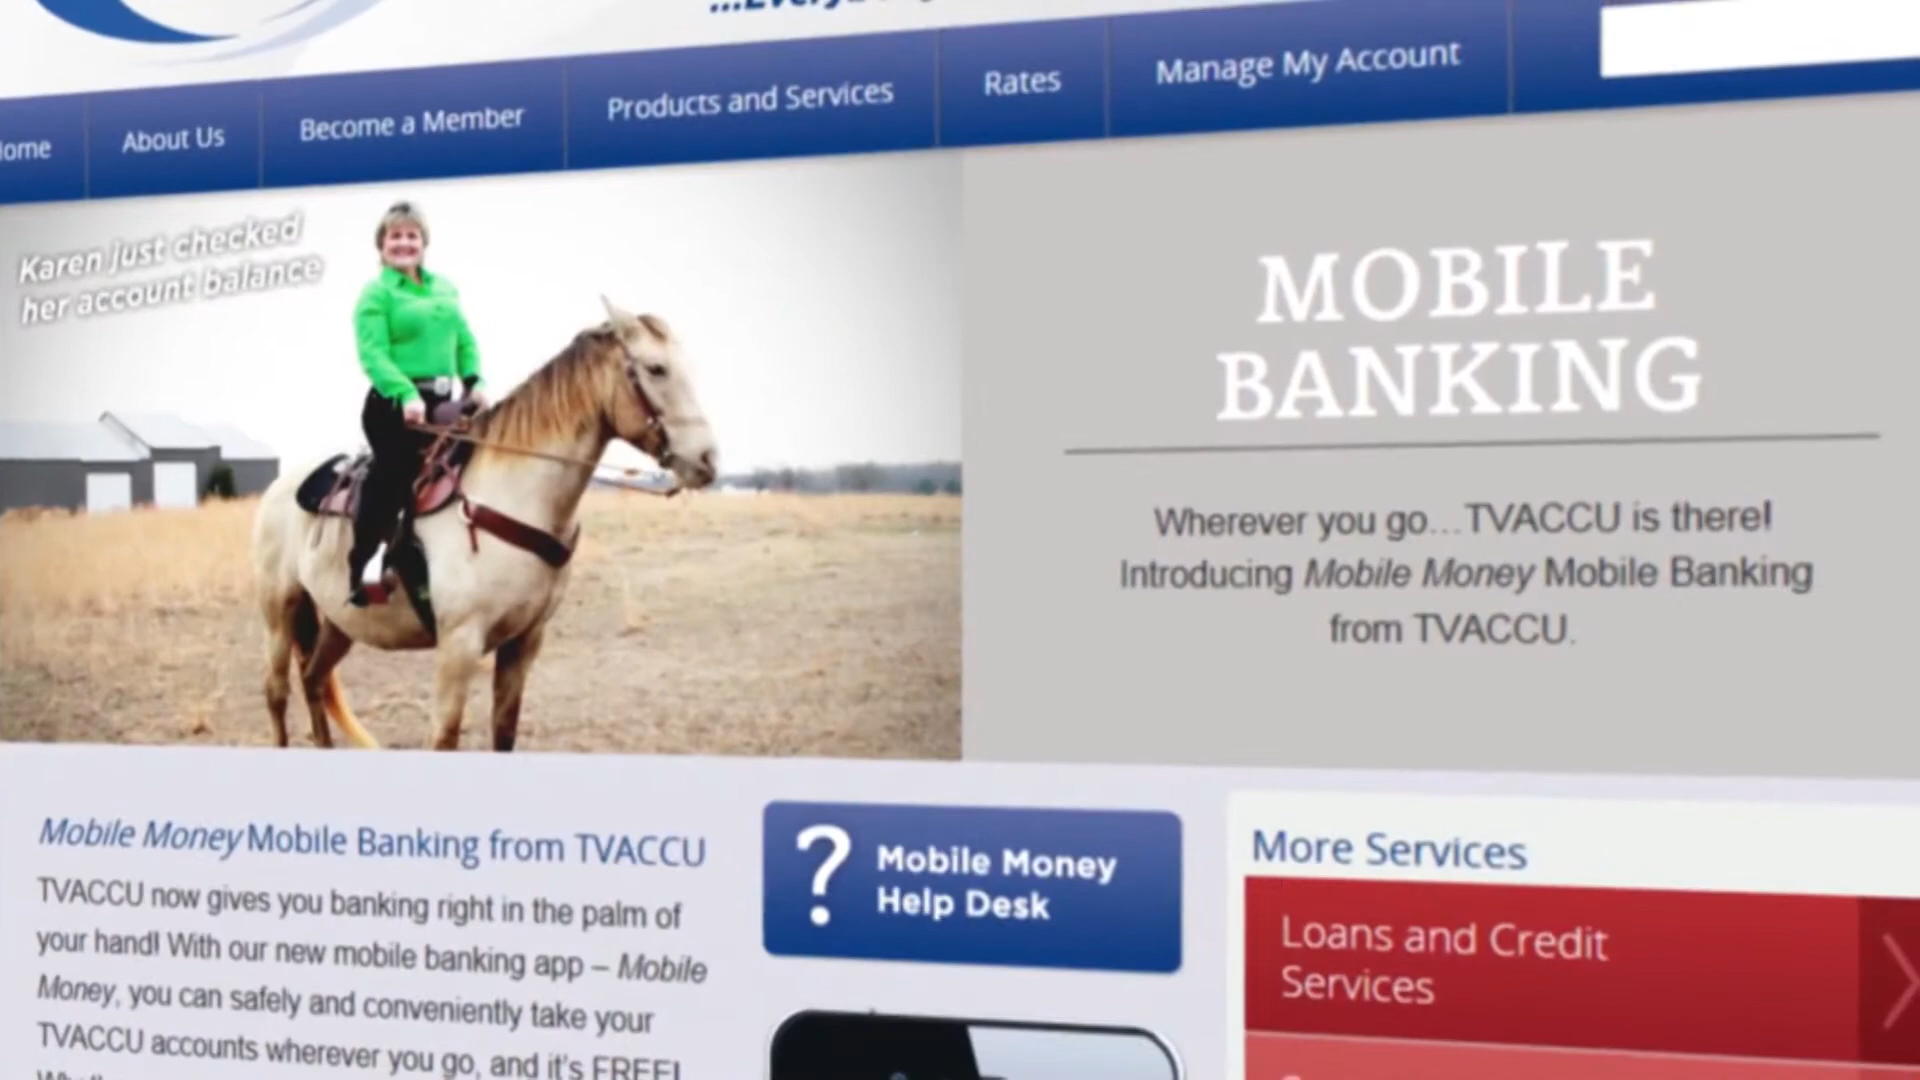 About Us
Become a Member
Products and Services
Rates
Manage My Account
Karen just checked
her account balance
MOBILE
BANKING
Wherever you go...TVACCU is there!
Introducing Mobile Money Mobile Banking
from TVACCU.
Mobile Money Mobile Banking from TVACCU
TVACCU now gives you banking right in the palm of
your hand! With our new mobile banking app – Mobile
Money, you can safely and conveniently take your
TVACCU accounts wherever you go, and it's FREE!
? Mobile Money
Help Desk
More Services
Loans and Credit
Services